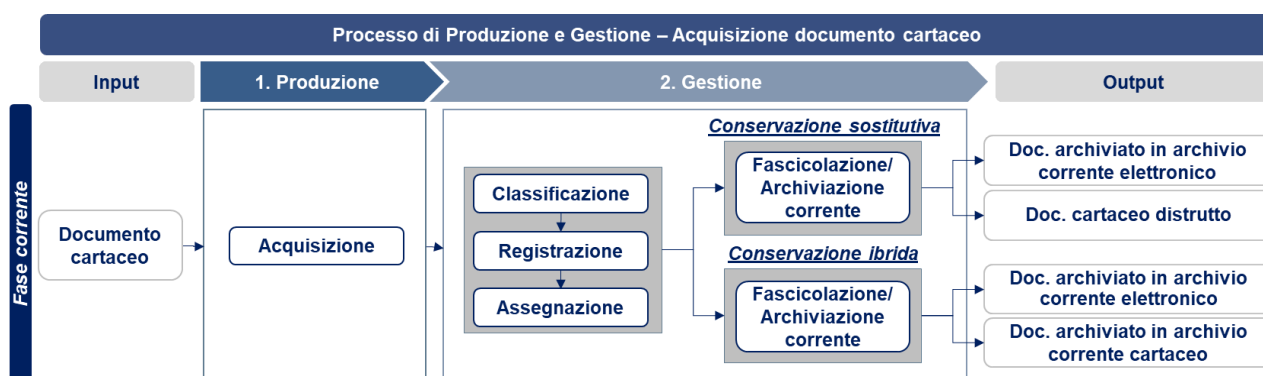 Processo di Produzione e Gestione – Acquisizione documento cartaceo
Input
1. Produzione
2. Gestione
Output
Fase corrente
Documento
cartaceo
Acquisizione
Classificazione
Registrazione
Assegnazione
Conservazione sostitutiva
Fascicolazione/
Archiviazione
corrente
Conservazione ibrida
Fascicolazione/
Archiviazione
corrente
Doc. archiviato in archivio
corrente elettronico
Doc. cartaceo distrutto
Doc. archiviato in archivio
corrente elettronico
Doc. archiviato in archivio
corrente cartaceo